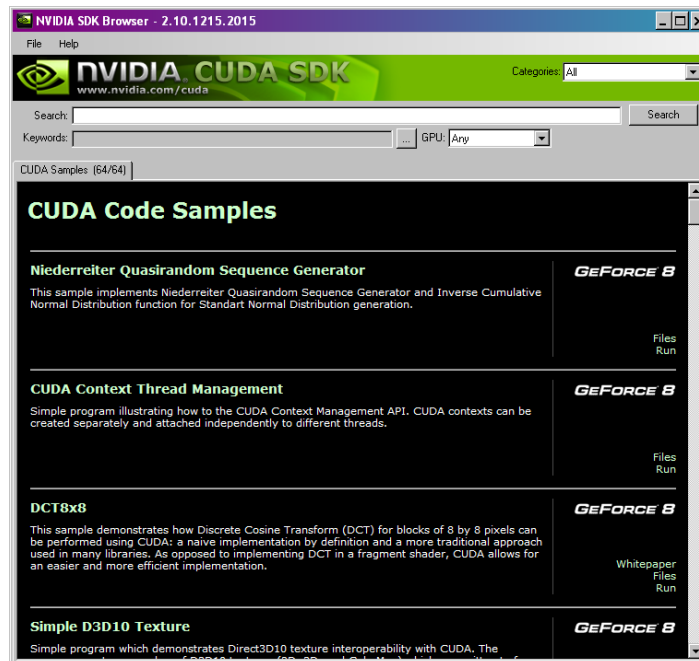 NVIDIA SDK Browser - 2.10.1215.2015
File Help
NVIDIA. CUDA SDK
www.nvidia.com/cuda
Categories: All
Search: Search
Keywords: ... GPU: Any
CUDA Samples (64/64)
CUDA Code Samples
Niederreiter Quasirandom Sequence Generator
GEFORCE 8
This sample implements Niederreiter Quasirandom Sequence Generator and Inverse Cumulative
Normal Distribution function for Standart Normal Distribution generation.
Files
Run
CUDA Context Thread Management
GEFORCE 8
Simple program illustrating how to the CUDA Context Management API. CUDA contexts can be
created separately and attached independently to different threads.
Files
Run
DCT8x8
GEFORCE 8
This sample demonstrates how Discrete Cosine Transform (DCT) for blocks of 8 by 8 pixels can
be performed using CUDA: a naive implementation by definition and a more traditional approach
used in many libraries. As opposed to implementing DCT in a fragment shader, CUDA allows for
an easier and more efficient implementation.
Whitepaper
Files
Run
Simple D3D10 Texture
GEFORCE 8
Simple program which demonstrates Direct3D10 texture interoperability with CUDA. The